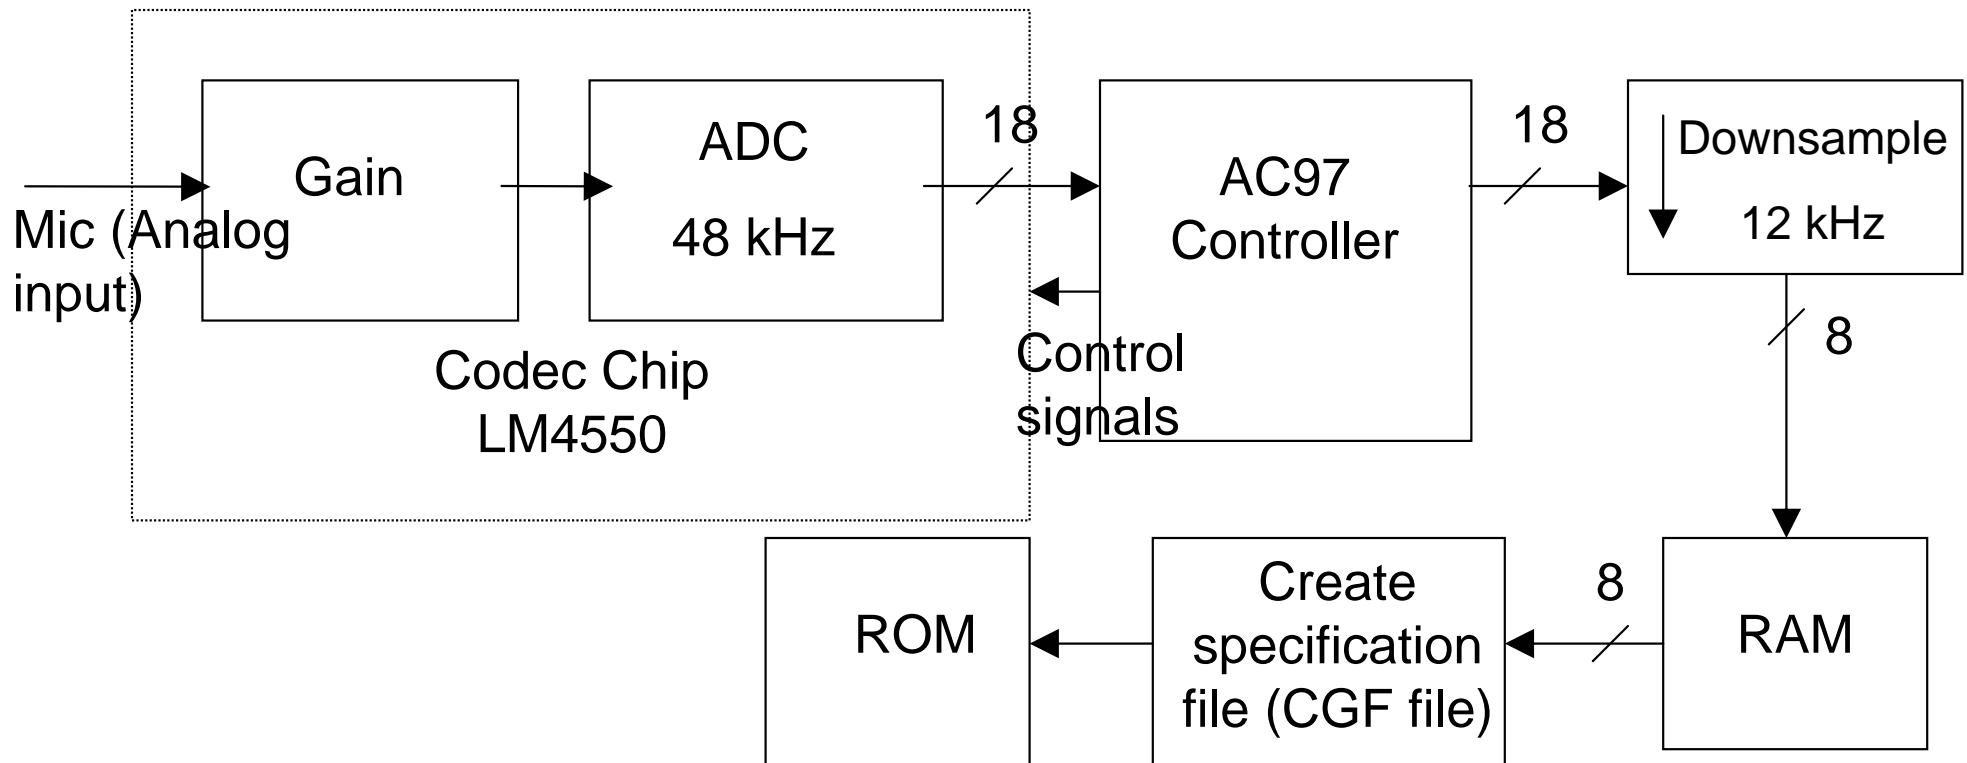 Mic (Analog
input)
Gain
ADC
48 kHz
Codec Chip
LM4550
18
Control
signals
AC97
Controller
18
Downsample
12 kHz
8
RAM
8
Create
specification
file (CGF file)
ROM